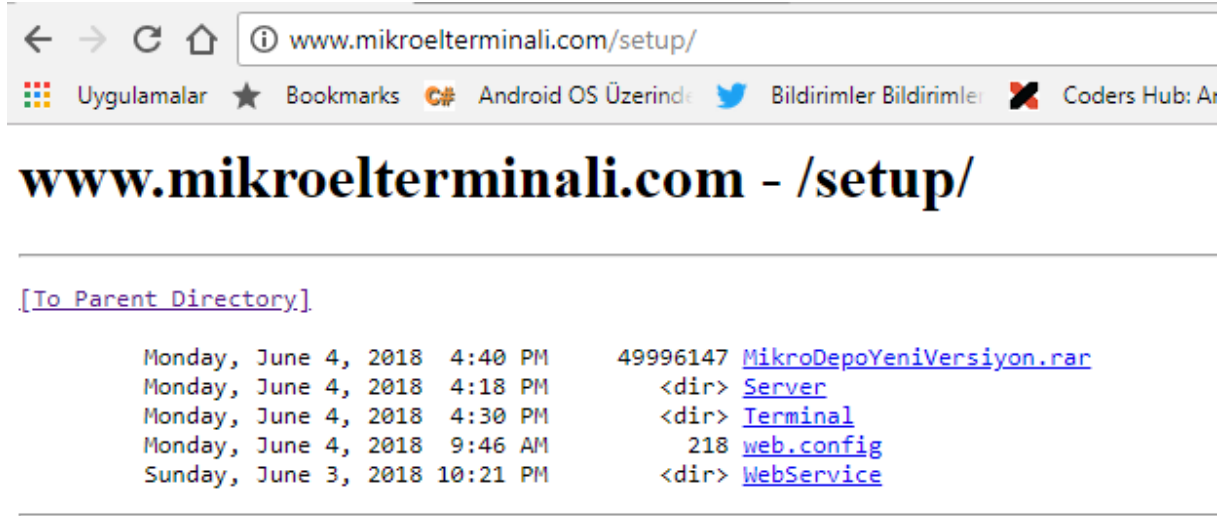 www.mikroelterminali.com/setup/
Uygulamalar Bookmarks C# Android OS Üzerinde Bildirimler Bildirimler Coders Hub: An
www.mikroelterminali.com - /setup/
[To Parent Directory]
Monday, June 4, 2018 4:40 PM 49996147 MikroDepoYeniVersiyon.rar
Monday, June 4, 2018 4:18 PM <dir> Server
Monday, June 4, 2018 4:30 PM <dir> Terminal
Monday, June 4, 2018 9:46 AM 218 web.config
Sunday, June 3, 2018 10:21 PM <dir> WebService